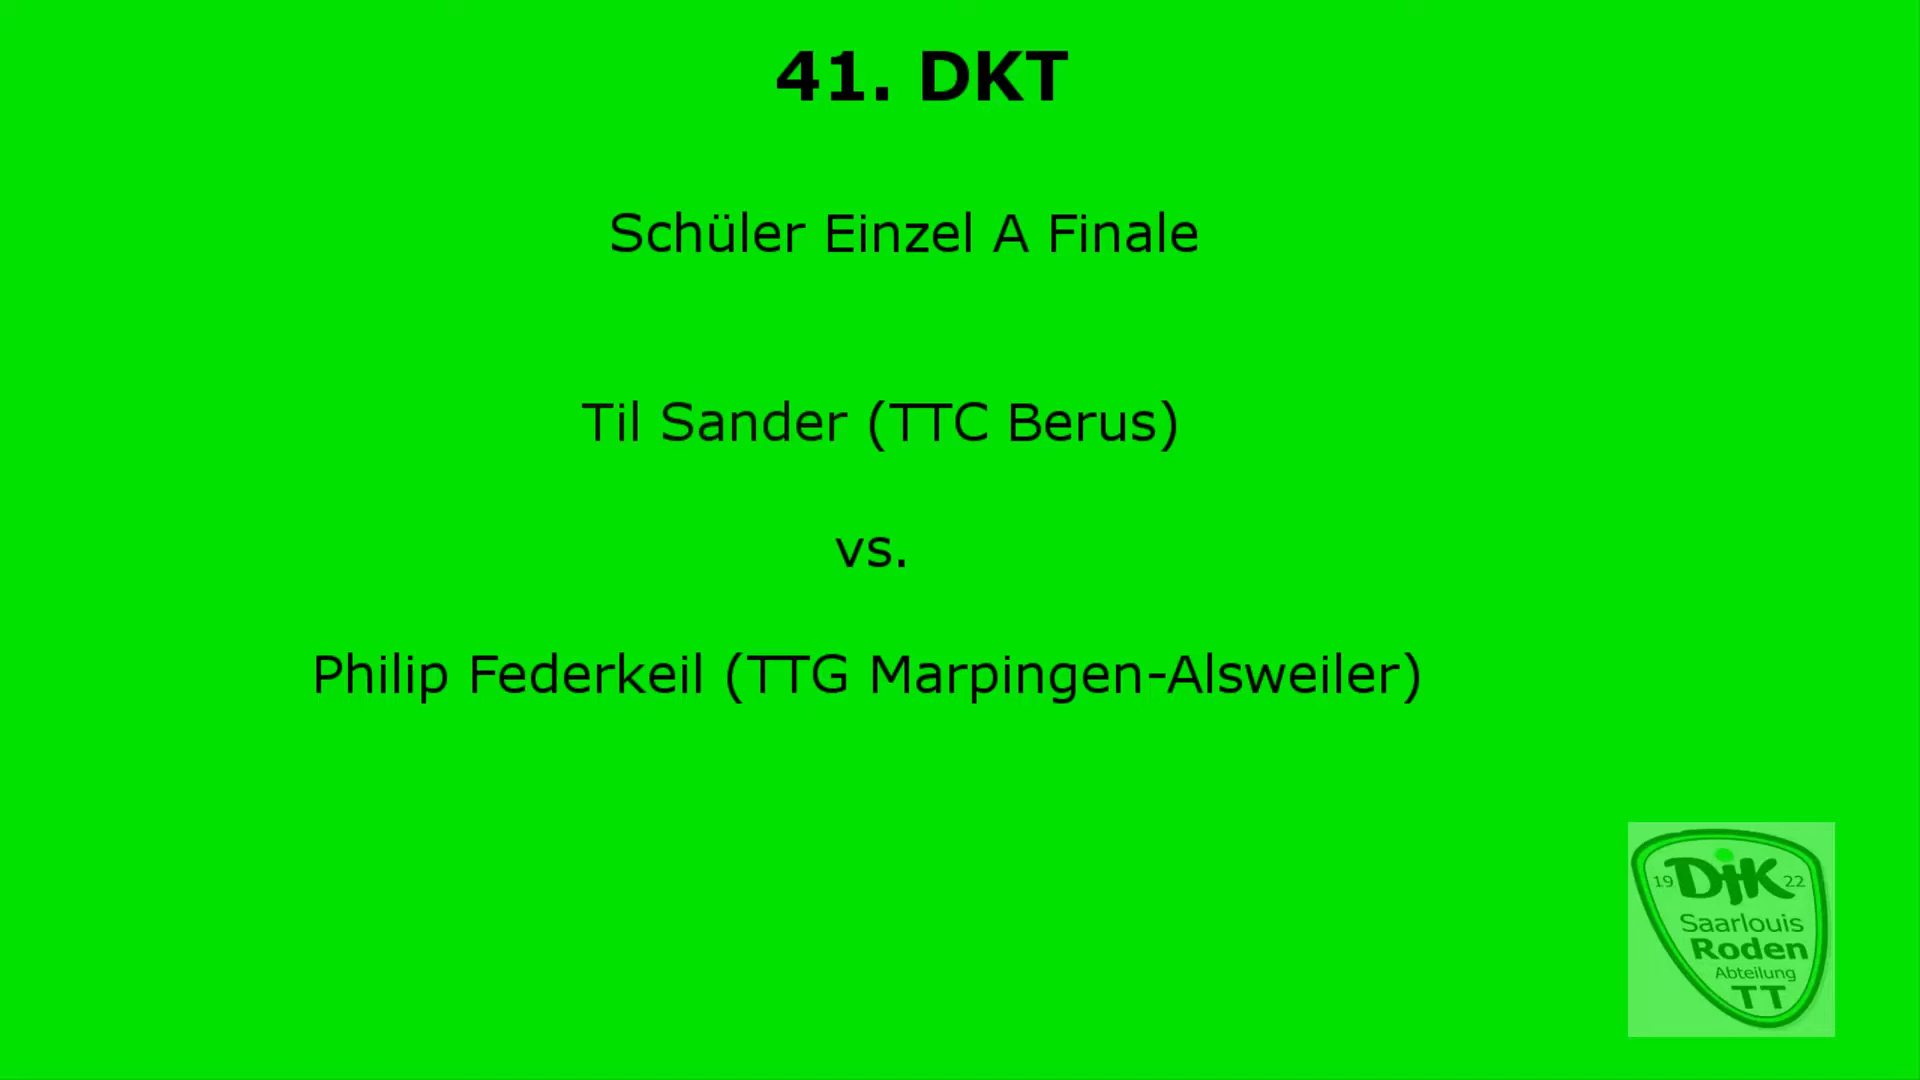 41. DKT
Schüler Einzel A Finale
Til Sander (TTC Berus)
vs.
Philip Federkeil (TTG Marpingen-Alsweiler)
19 DJK 22
Saarlouis
Roden
Abteilung
TT